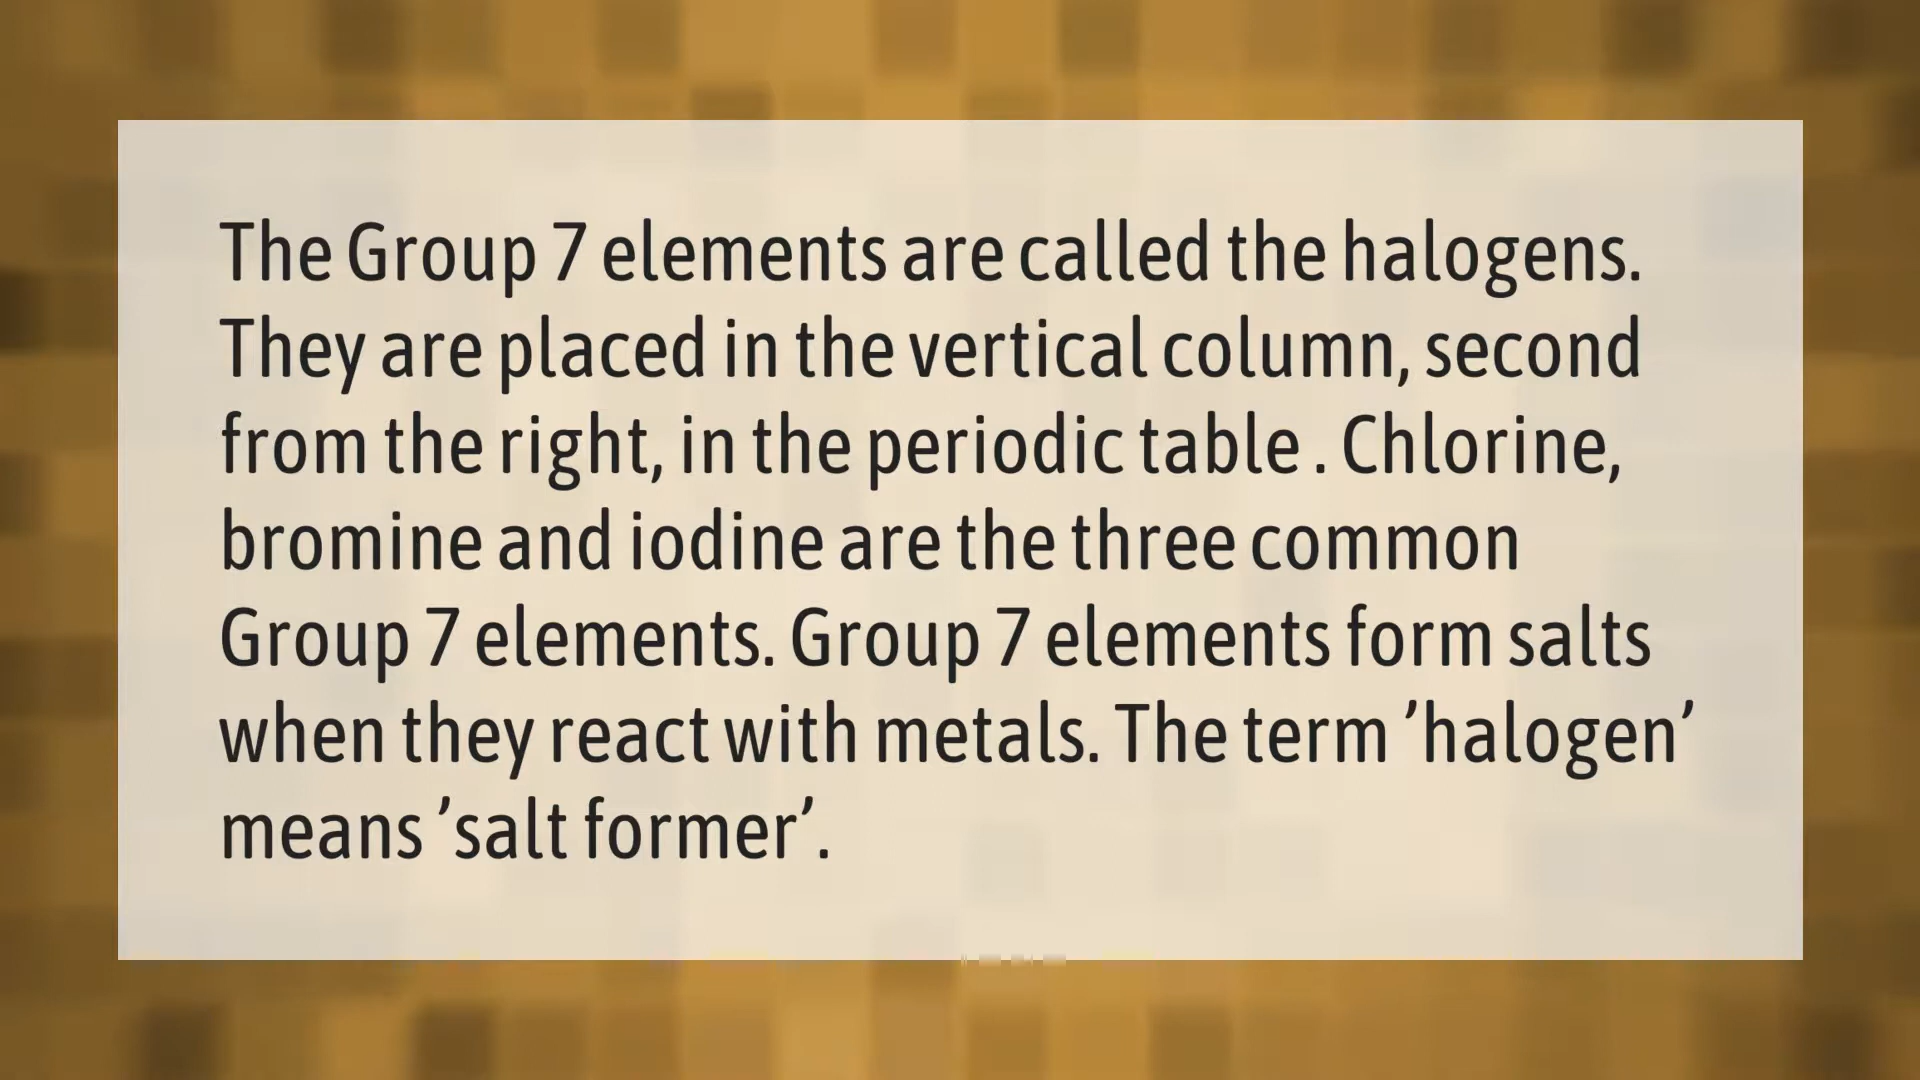 The Group 7 elements are called the halogens.
They are placed in the vertical column, second
from the right, in the periodic table . Chlorine,
bromine and iodine are the three common
Group 7 elements. Group 7 elements form salts
when they react with metals. The term ’halogen’
means ’salt former’.